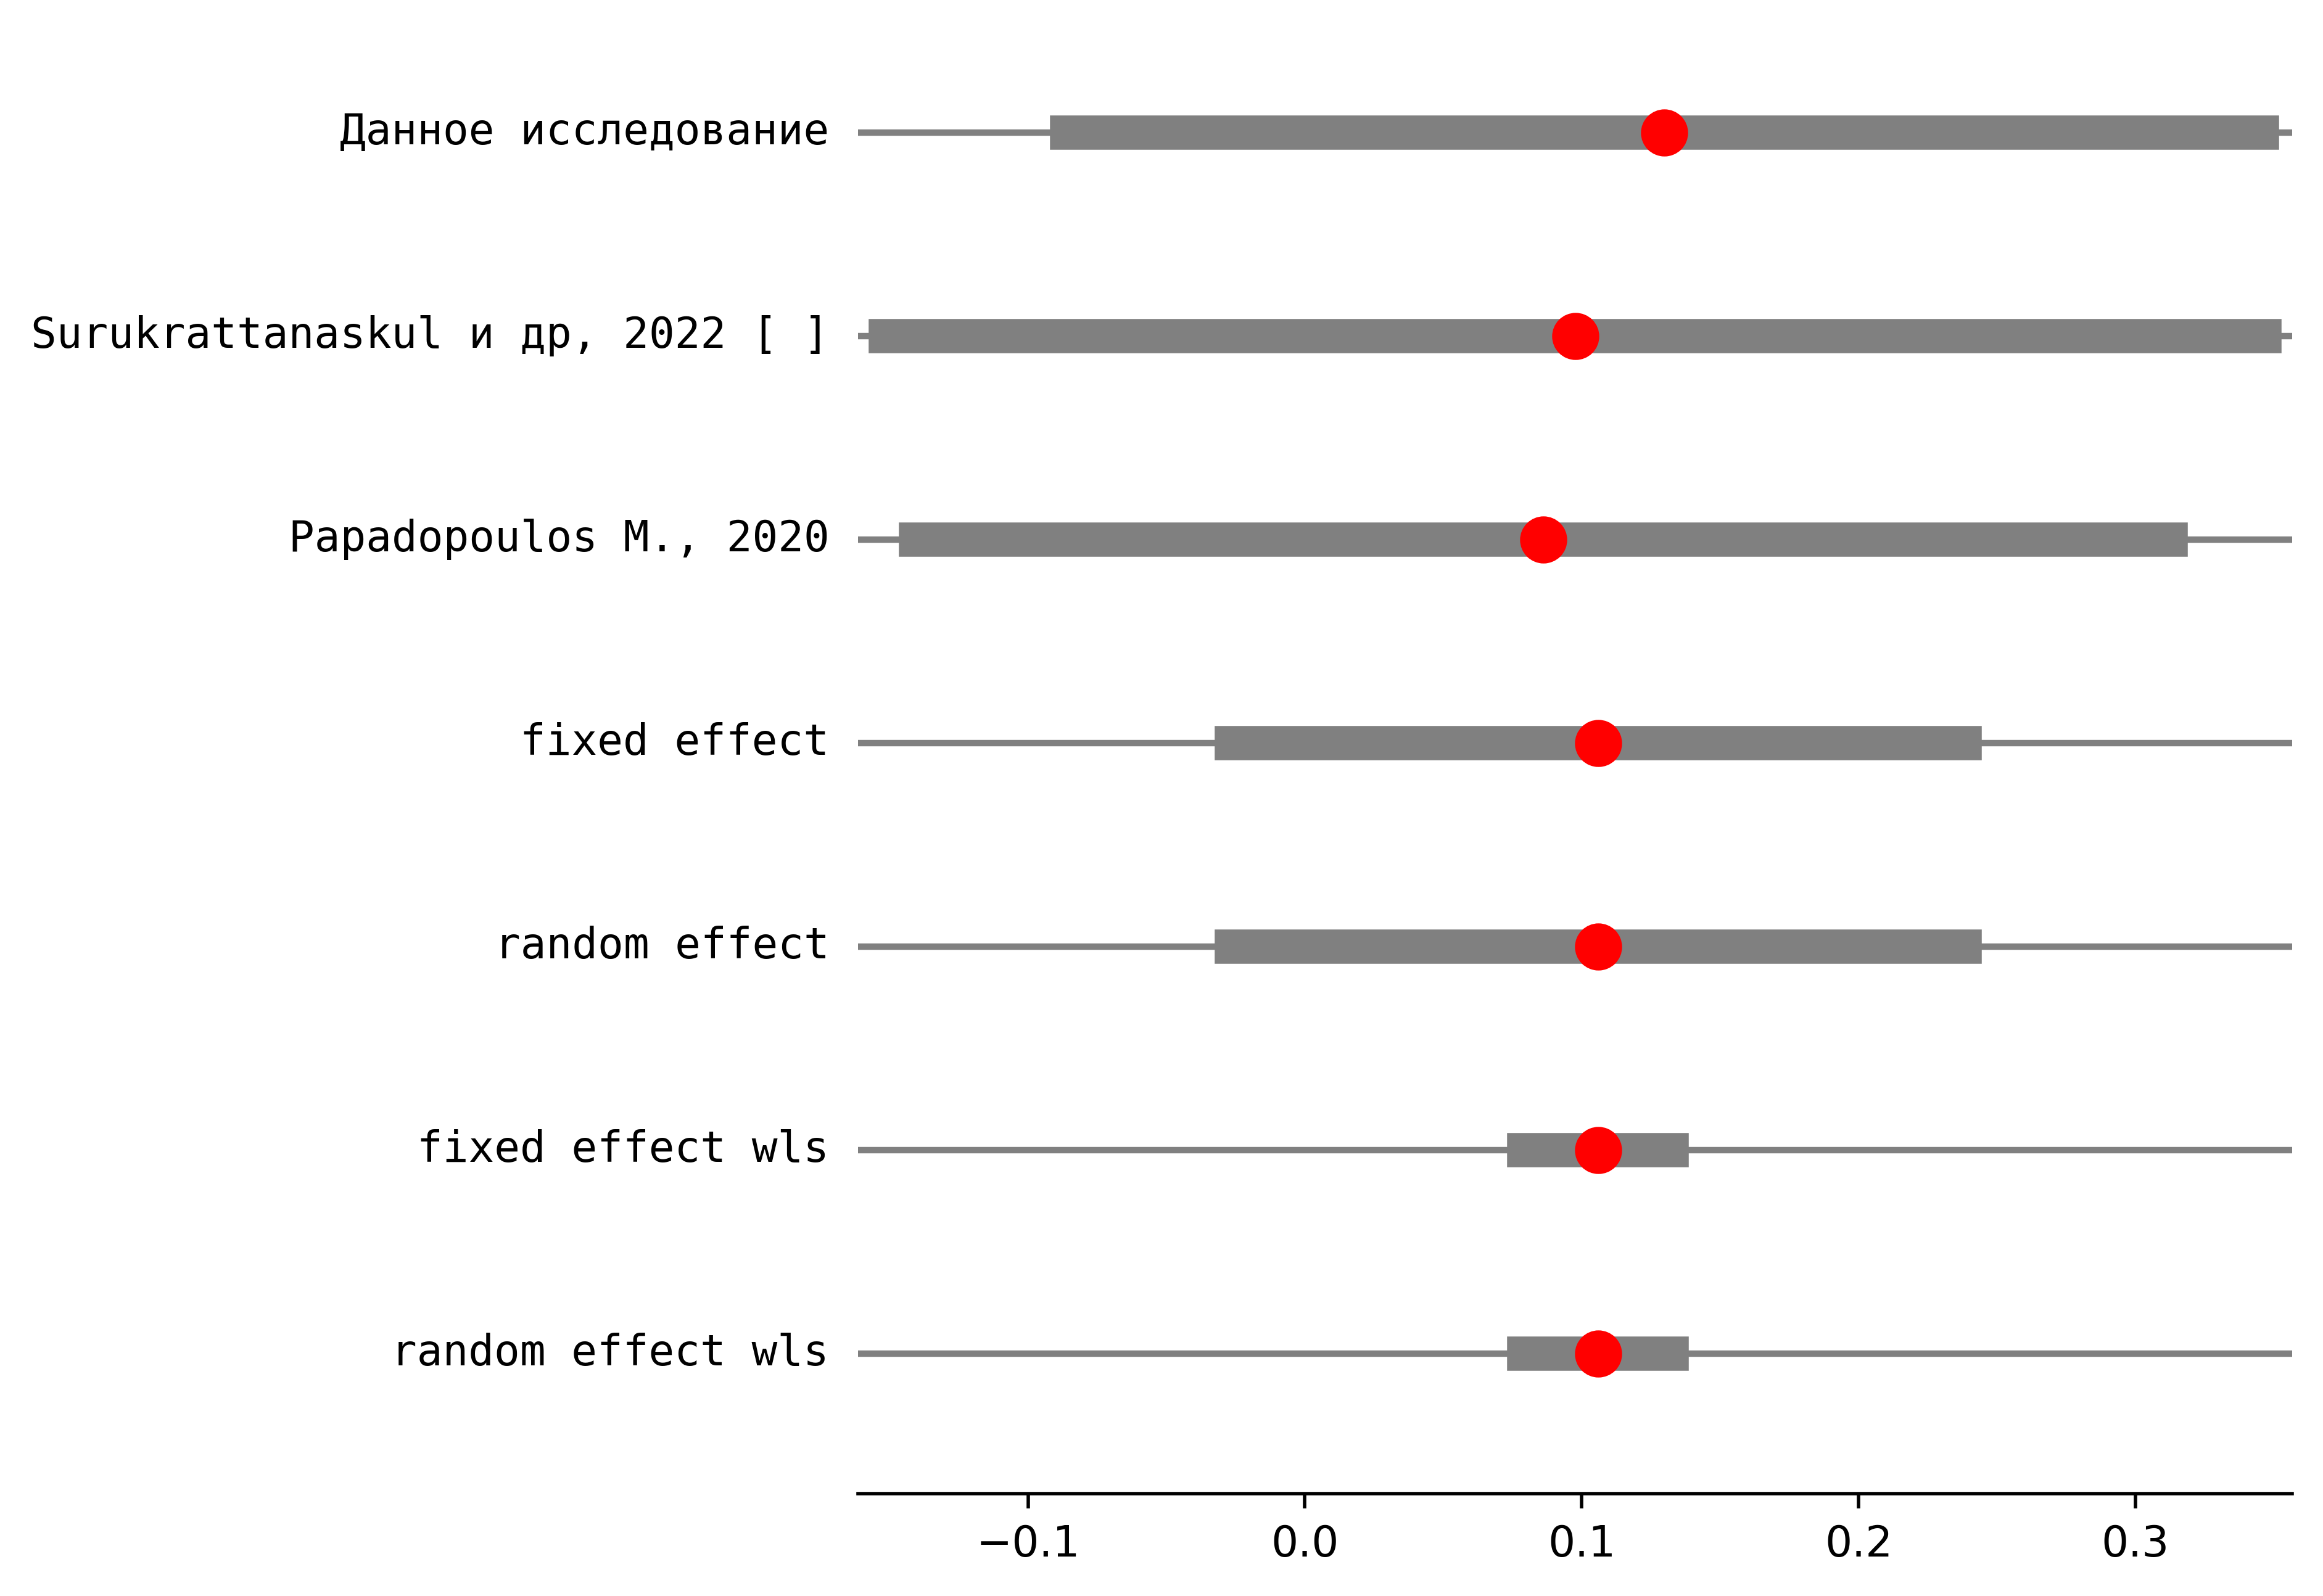 Данное исследование
Surukrattanaskul и др, 2022 [ ]
Papadopoulos M., 2020
fixed effect
random effect
fixed effect wls
random effect wls
−0.1 0.0 0.1 0.2 0.3